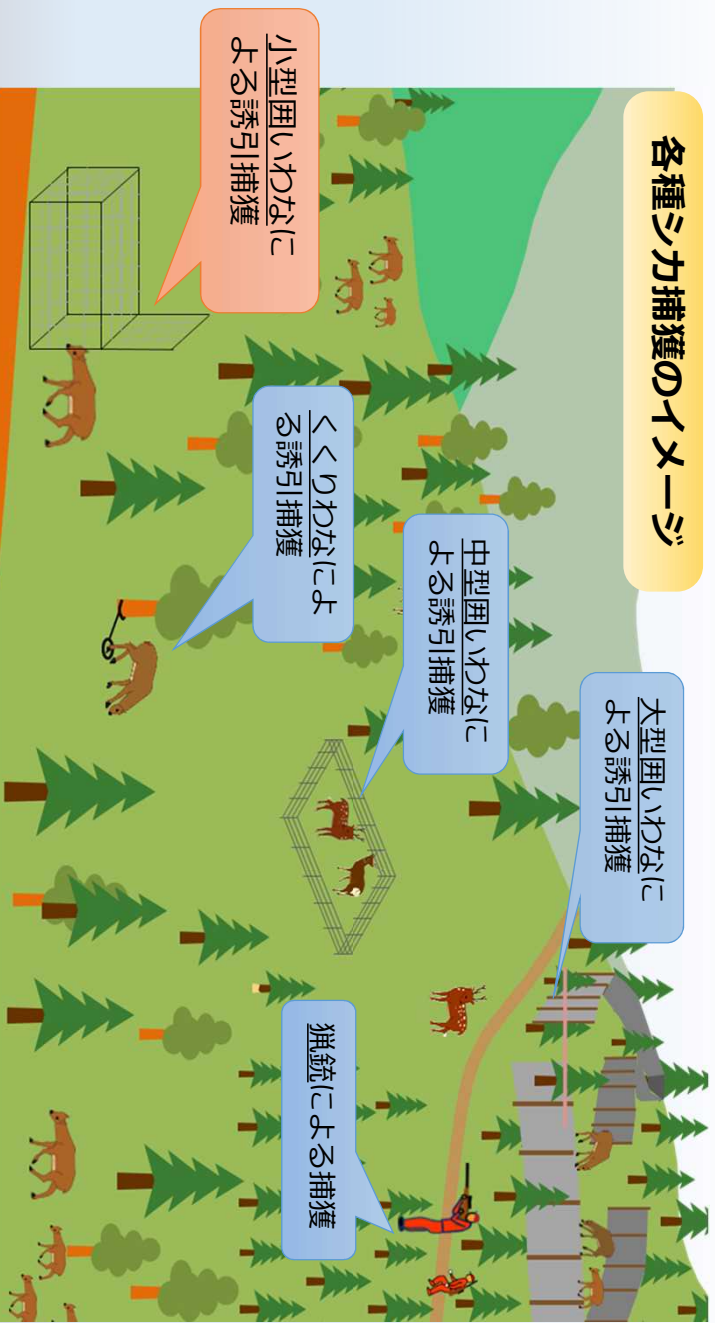 各種シカ捕獲のイメージ
大型囲いわなに
よる誘引捕獲
中型囲いわなに
よる誘引捕獲
小型囲いわなに
よる誘引捕獲
くくりわなによ
る誘引捕獲
猟銃による捕獲